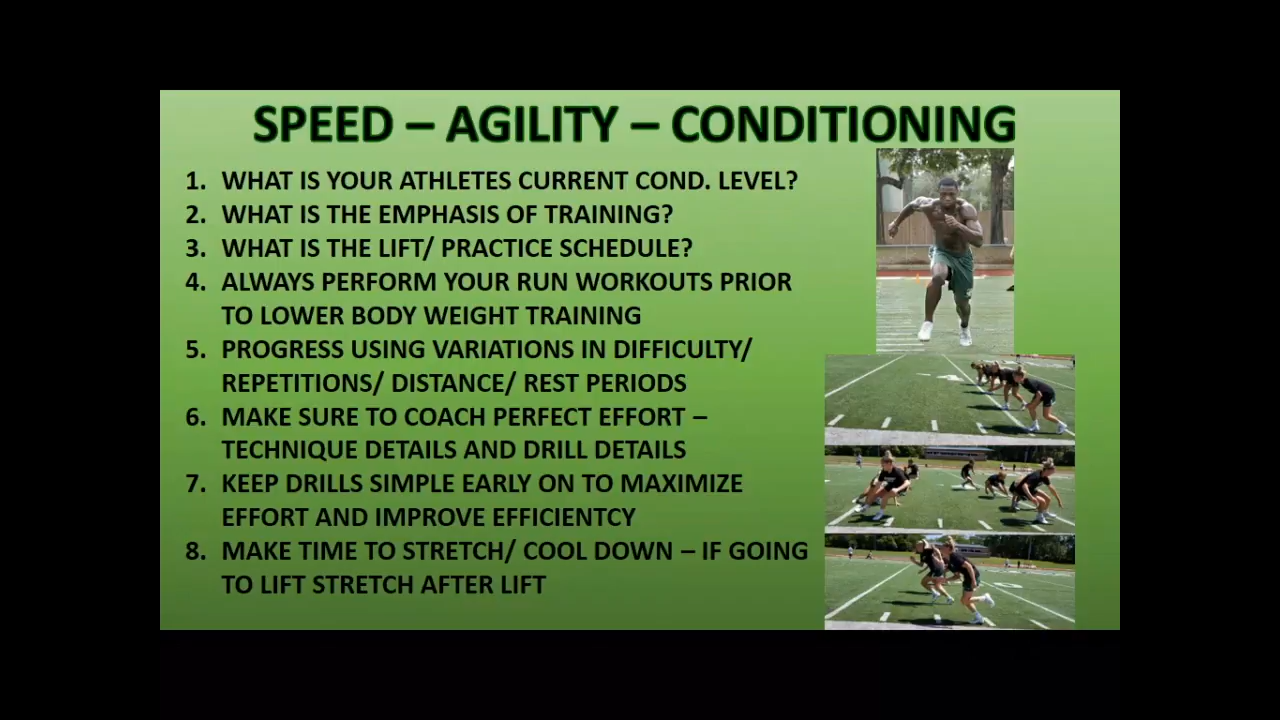 SPEED – AGILITY – CONDITIONING
1. WHAT IS YOUR ATHLETES CURRENT COND. LEVEL?
2. WHAT IS THE EMPHASIS OF TRAINING?
3. WHAT IS THE LIFT/ PRACTICE SCHEDULE?
4. ALWAYS PERFORM YOUR RUN WORKOUTS PRIOR
TO LOWER BODY WEIGHT TRAINING
5. PROGRESS USING VARIATIONS IN DIFFICULTY/
REPETITIONS/ DISTANCE/ REST PERIODS
6. MAKE SURE TO COACH PERFECT EFFORT –
TECHNIQUE DETAILS AND DRILL DETAILS
7. KEEP DRILLS SIMPLE EARLY ON TO MAXIMIZE
EFFORT AND IMPROVE EFFICIENTCY
8. MAKE TIME TO STRETCH/ COOL DOWN – IF GOING
TO LIFT STRETCH AFTER LIFT